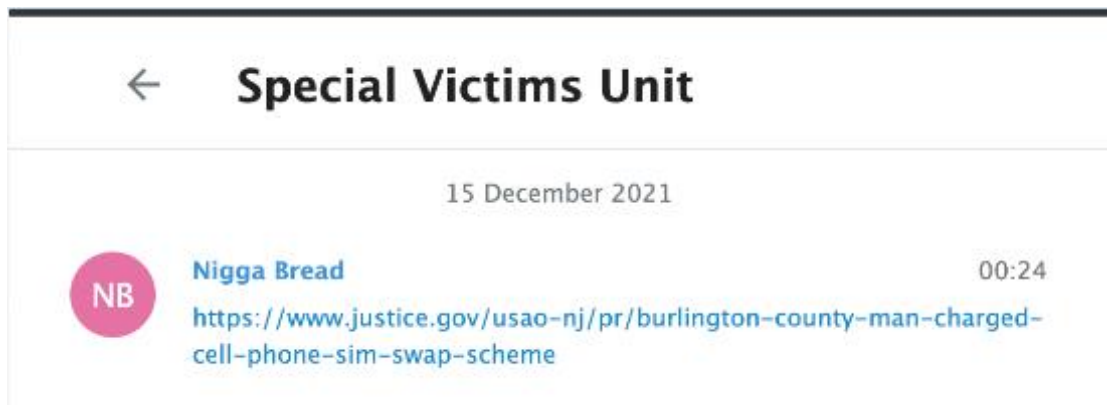 Special Victims Unit
15 December 2021
NB
Nigga Bread 00:24
https://www.justice.gov/usao-nj/pr/burlington-county-man-charged-
cell-phone-sim-swap-scheme